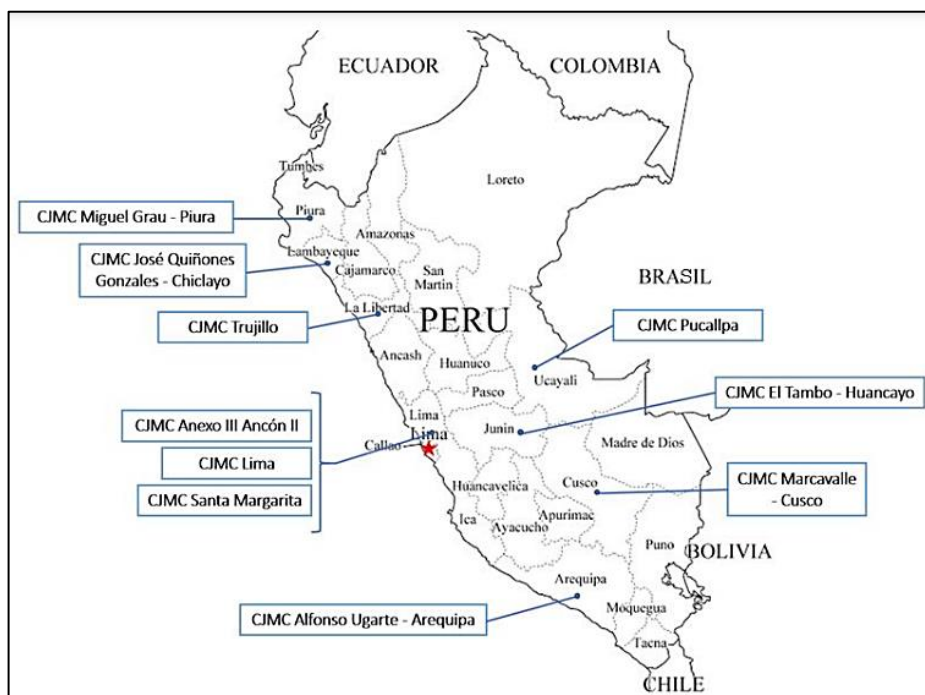 ECUADOR
COLOMBIA
Tumbes
Loreto
CJMC Miguel Grau - Piura
Piura
Amazonas
CJMC José Quiñones
Gonzales - Chiclayo
Lambayeque
Cajamarco
San
Martin
BRASIL
CJMC Trujillo
La Libertad
PERU
CJMC Pucallpa
Ancash
Huanuco
Ucayali
Pasco
CJMC El Tambo - Huancayo
CJMC Anexo III Ancón II
Lima
Lima
Junin
Callao
Madre de Dios
CJMC Lima
CJMC Santa Margarita
Huancavelica
Cusco
CJMC Marcavalle
- Cusco
Ica
Ayacucho
Apurimac
Puno
BOLIVIA
Arequipa
CJMC Alfonso Ugarte - Arequipa
Moquegua
Tacna
CHILE